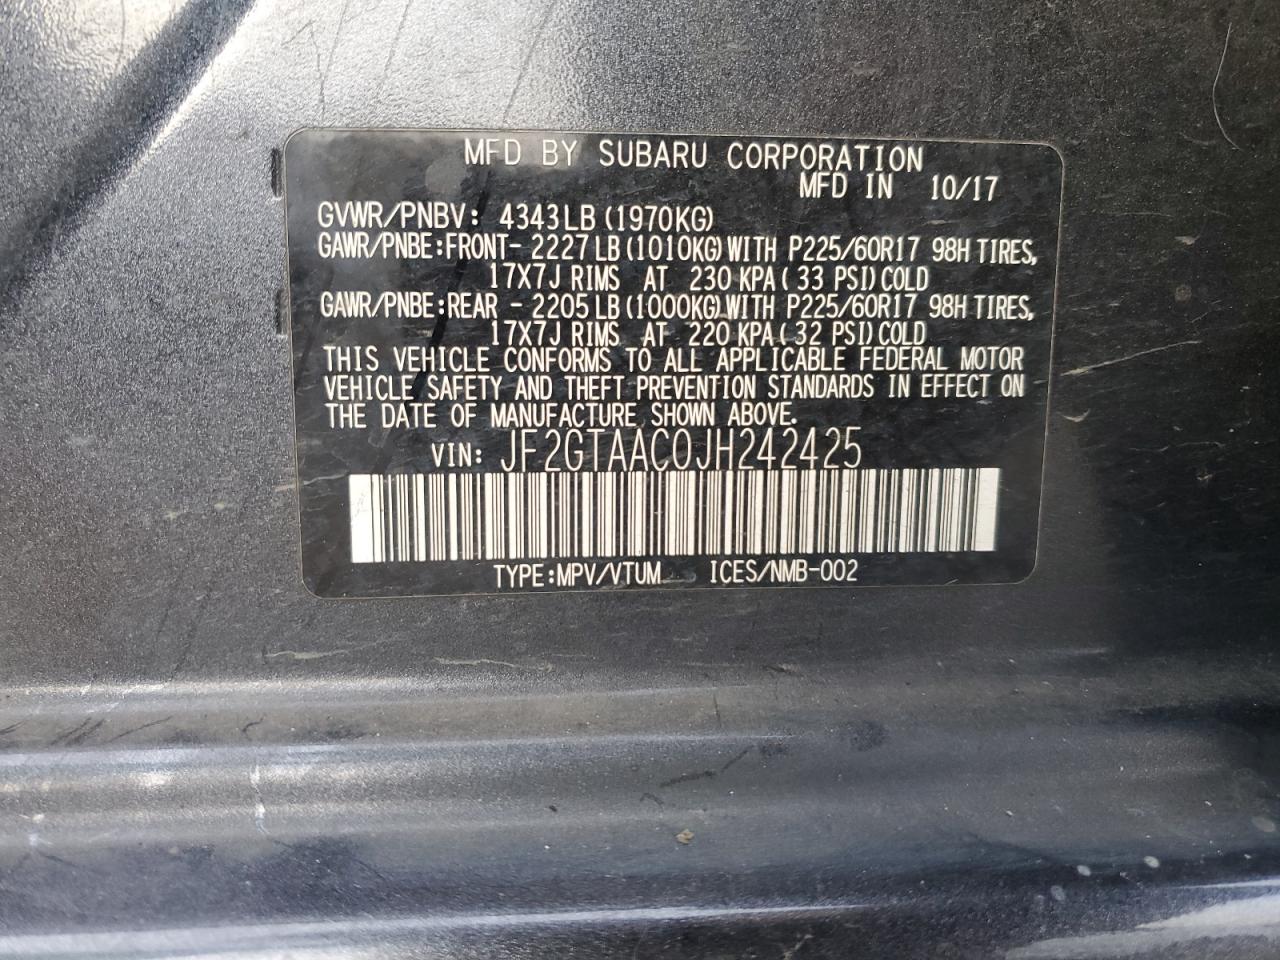 MFD BY SUBARU CORPORATION
MFD IN 10/17
GVWR/PNBV: 4343LB (1970KG)
GAWR/PNBE:FRONT- 2227 LB (1010KG) WITH P225/60R17 98H TIRES,
17X7J RIMS AT 230 KPA ( 33 PSI) COLD
GAWR/PNBE:REAR - 2205 LB (1000KG) WITH P225/60R17 98H TIRES,
17X7J RIMS AT 220 KPA ( 32 PSI) COLD
THIS VEHICLE CONFORMS TO ALL APPLICABLE FEDERAL MOTOR
VEHICLE SAFETY AND THEFT PREVENTION STANDARDS IN EFFECT ON
THE DATE OF MANUFACTURE SHOWN ABOVE.
VIN: JF2GTAAC0JH242425
TYPE:MPV/VTUM ICES/NMB-002